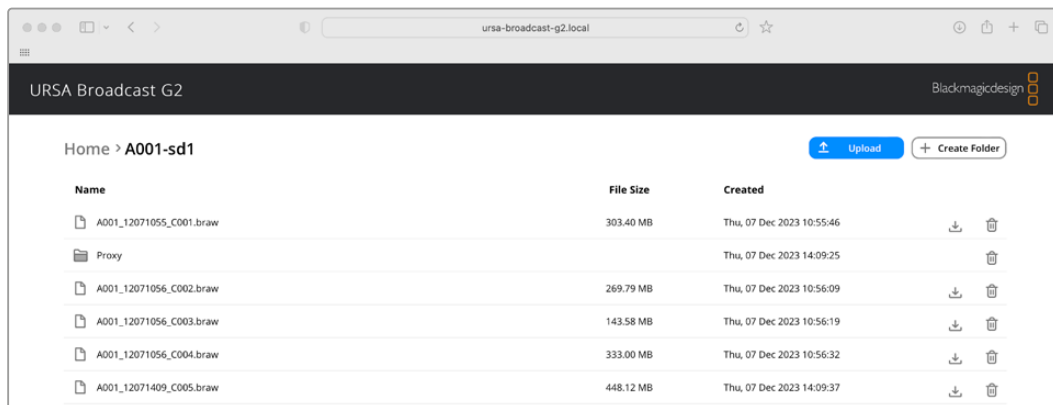 ursa-broadcast-g2.local
URSA Broadcast G2 Blackmagicdesign
Home > A001-sd1 Upload + Create Folder
Name File Size Created
A001_12071055_C001.braw 303.40 MB Thu, 07 Dec 2023 10:55:46
Proxy Thu, 07 Dec 2023 14:09:25
A001_12071056_C002.braw 269.79 MB Thu, 07 Dec 2023 10:56:09
A001_12071056_C003.braw 143.58 MB Thu, 07 Dec 2023 10:56:19
A001_12071056_C004.braw 333.00 MB Thu, 07 Dec 2023 10:56:32
A001_12071409_C005.braw 448.12 MB Thu, 07 Dec 2023 14:09:37